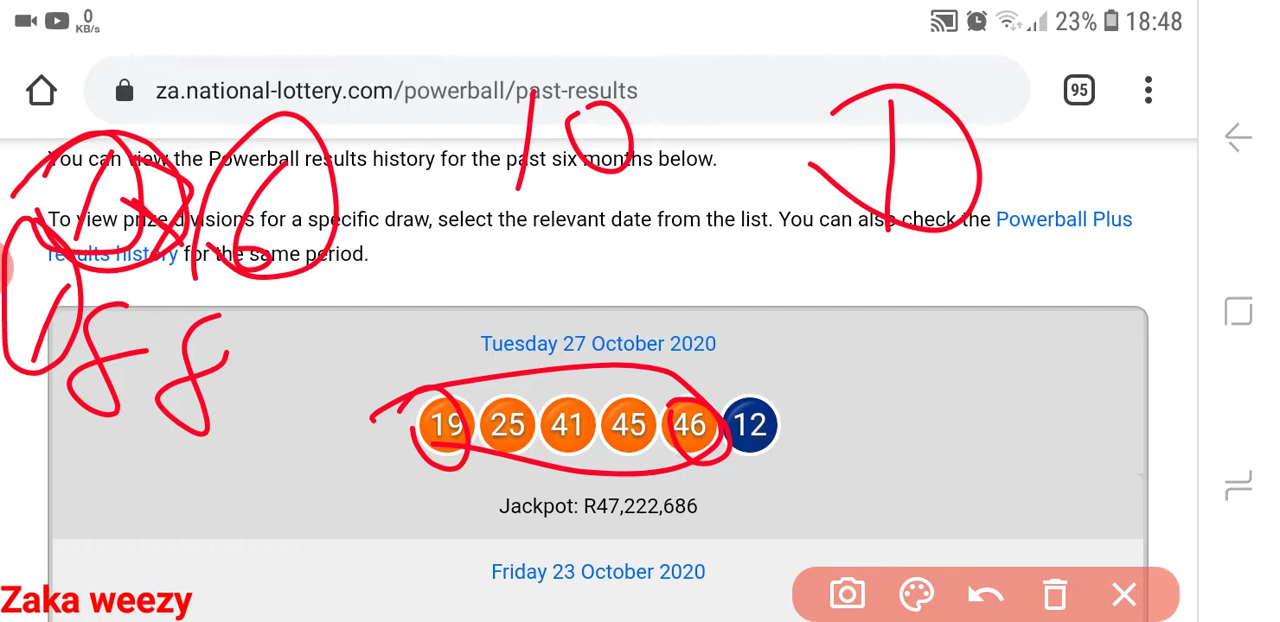 0
KB/s
23% 18:48
za.national-lottery.com/powerball/past-results
95
10
D
You can view the Powerball results history for the past six months below.
To view prize divisions for a specific draw, select the relevant date from the list. You can also check the Powerball Plus
results history for the same period.
88
Tuesday 27 October 2020
19 25 41 45 46 12
Jackpot: R47,222,686
Friday 23 October 2020
Zaka weezy